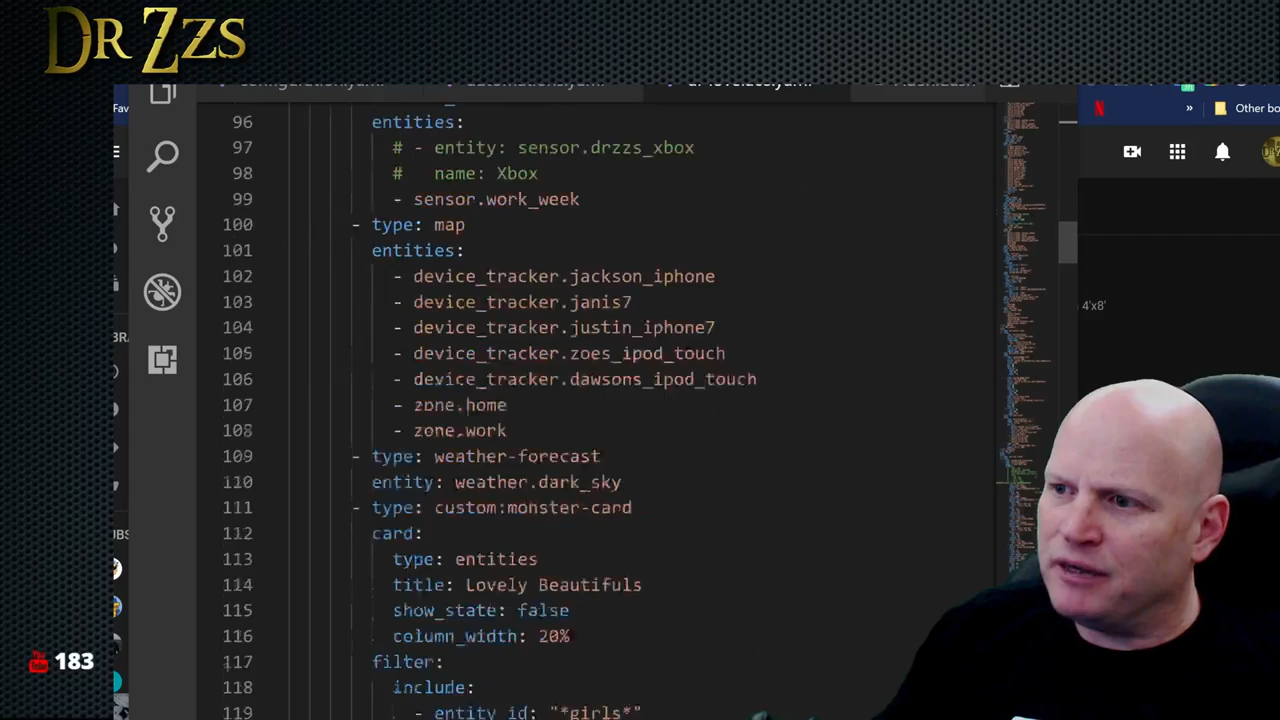 DR ZZS
Fav
Other bo
96 entities:
97 # - entity: sensor.drzzs_xbox
98 # name: Xbox
99 - sensor.work_week
100 - type: map
101 entities:
102 - device_tracker.jackson_iphone
103 - device_tracker.janis7
104 - device_tracker.justin_iphone7
105 - device_tracker.zoes_ipod_touch
106 - device_tracker.dawsons_ipod_touch
107 - zone.home
108 - zone.work
109 - type: weather-forecast
110 entity: weather.dark_sky
111 - type: custom:monster-card
112 card:
113 type: entities
114 title: Lovely Beautifuls
115 show_state: false
116 column_width: 20%
117 filter:
118 include:
119 - entity_id: "*girls*"
4'x8'
183